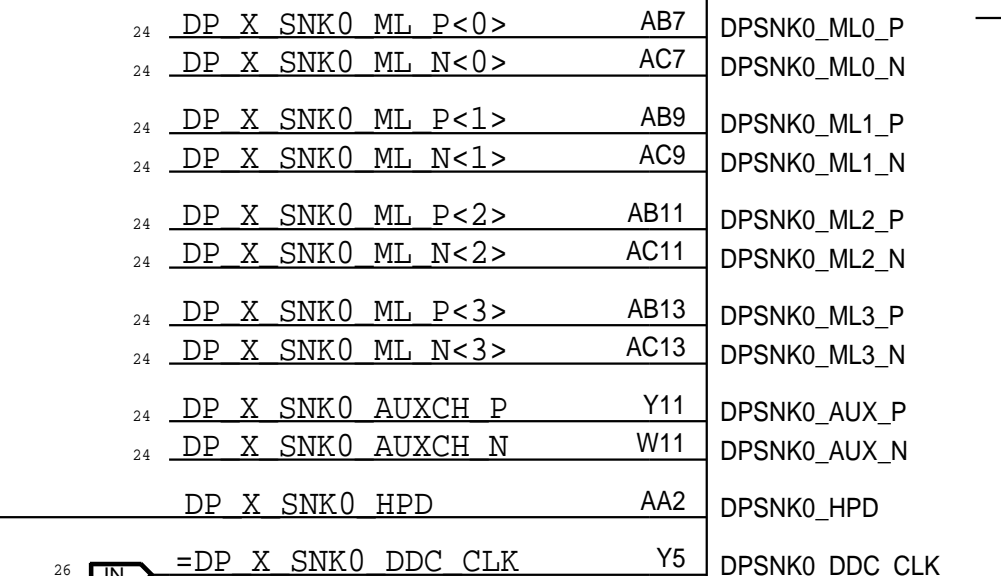 24 DP_X_SNK0_ML_P<0> AB7 DPSNK0_ML0_P
24 DP_X_SNK0_ML_N<0> AC7 DPSNK0_ML0_N
24 DP_X_SNK0_ML_P<1> AB9 DPSNK0_ML1_P
24 DP_X_SNK0_ML_N<1> AC9 DPSNK0_ML1_N
24 DP_X_SNK0_ML_P<2> AB11 DPSNK0_ML2_P
24 DP_X_SNK0_ML_N<2> AC11 DPSNK0_ML2_N
24 DP_X_SNK0_ML_P<3> AB13 DPSNK0_ML3_P
24 DP_X_SNK0_ML_N<3> AC13 DPSNK0_ML3_N
24 DP_X_SNK0_AUXCH_P Y11 DPSNK0_AUX_P
24 DP_X_SNK0_AUXCH_N W11 DPSNK0_AUX_N
DP_X_SNK0_HPD AA2 DPSNK0_HPD
26 IN =DP_X_SNK0_DDC_CLK Y5 DPSNK0_DDC_CLK